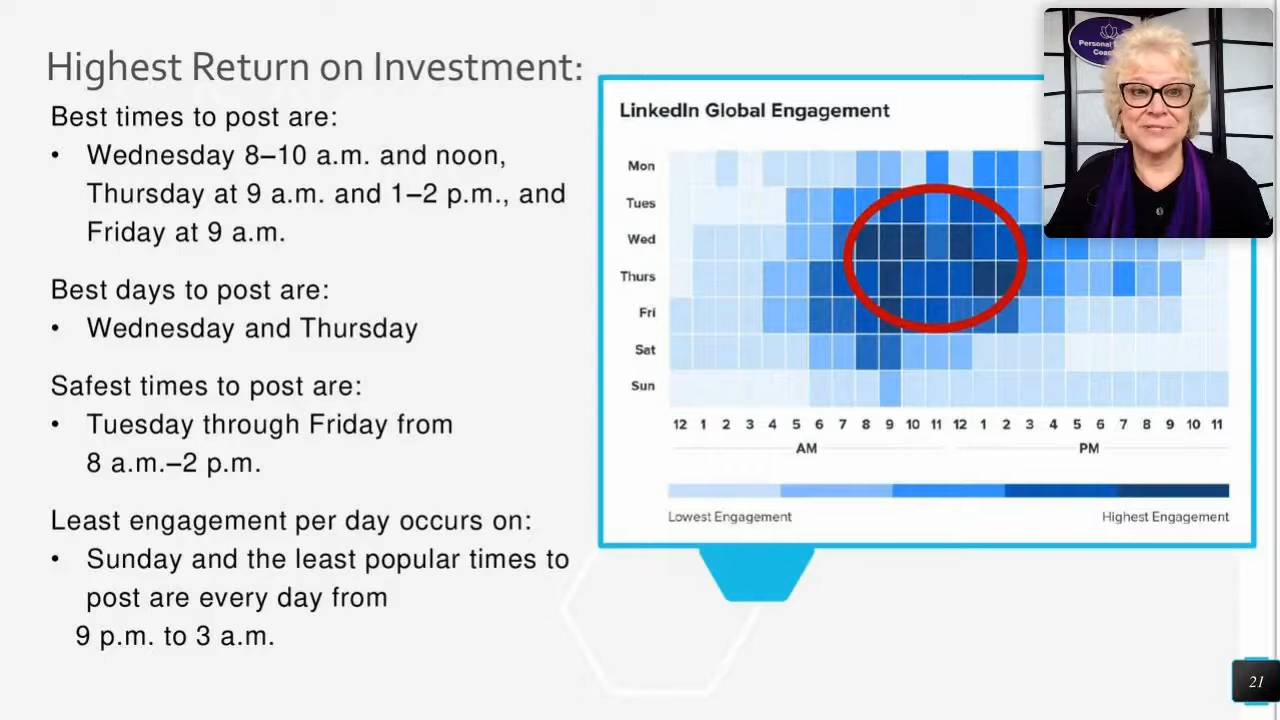 Highest Return on Investment:
Best times to post are:
• Wednesday 8–10 a.m. and noon,
Thursday at 9 a.m. and 1–2 p.m., and
Friday at 9 a.m.
Best days to post are:
• Wednesday and Thursday
Safest times to post are:
• Tuesday through Friday from
8 a.m.–2 p.m.
Least engagement per day occurs on:
• Sunday and the least popular times to
post are every day from
9 p.m. to 3 a.m.
LinkedIn Global Engagement
Mon
Tues
Wed
Thurs
Fri
Sat
Sun
12 1 2 3 4 5 6 7 8 9 10 11 12 1 2 3 4 5 6 7 8 9 10 11
AM PM
Lowest Engagement Highest Engagement
Personal
21